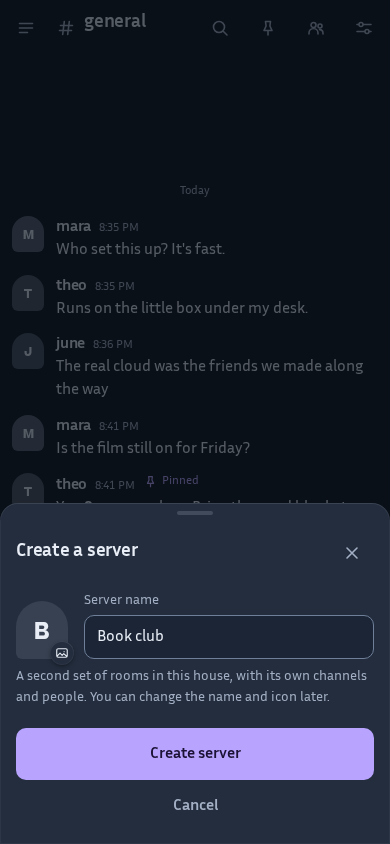 # general
Today
M
mara 8:35 PM
Who set this up? It's fast.
T
theo 8:35 PM
Runs on the little box under my desk.
J
june 8:36 PM
The real cloud was the friends we made along
the way
M
mara 8:41 PM
Is the film still on for Friday?
T
theo 8:41 PM Pinned
Create a server
Server name
B
Book club
A second set of rooms in this house, with its own channels
and people. You can change the name and icon later.
Create server
Cancel